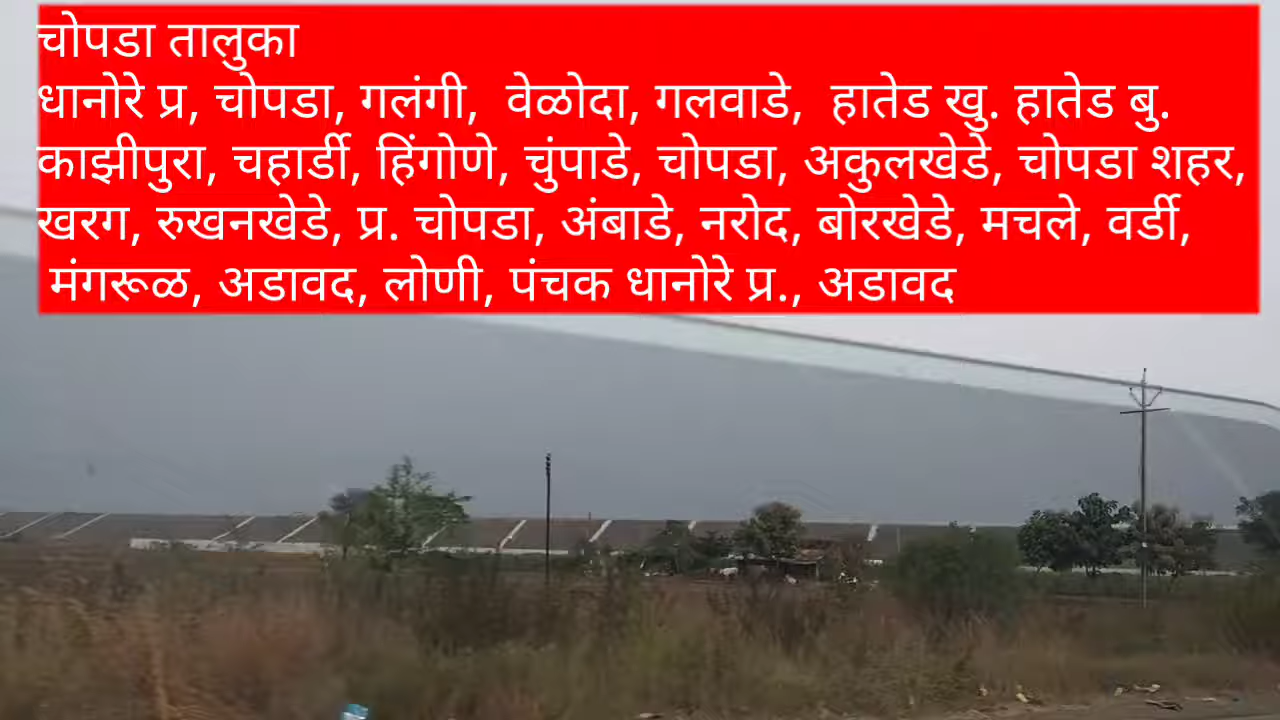 चोपडा तालुका
धानोरे प्र, चोपडा, गलंगी, वेळोदा, गलवाडे, हातेड खु. हातेड बु.
काझीपुरा, चहार्डी, हिंगोणे, चुंपाडे, चोपडा, अकुलखेडे, चोपडा शहर,
खरग, रुखनखेडे, प्र. चोपडा, अंबाडे, नरोद, बोरखेडे, मचले, वर्डी,
मंगरूळ, अडावद, लोणी, पंचक धानोरे प्र., अडावद